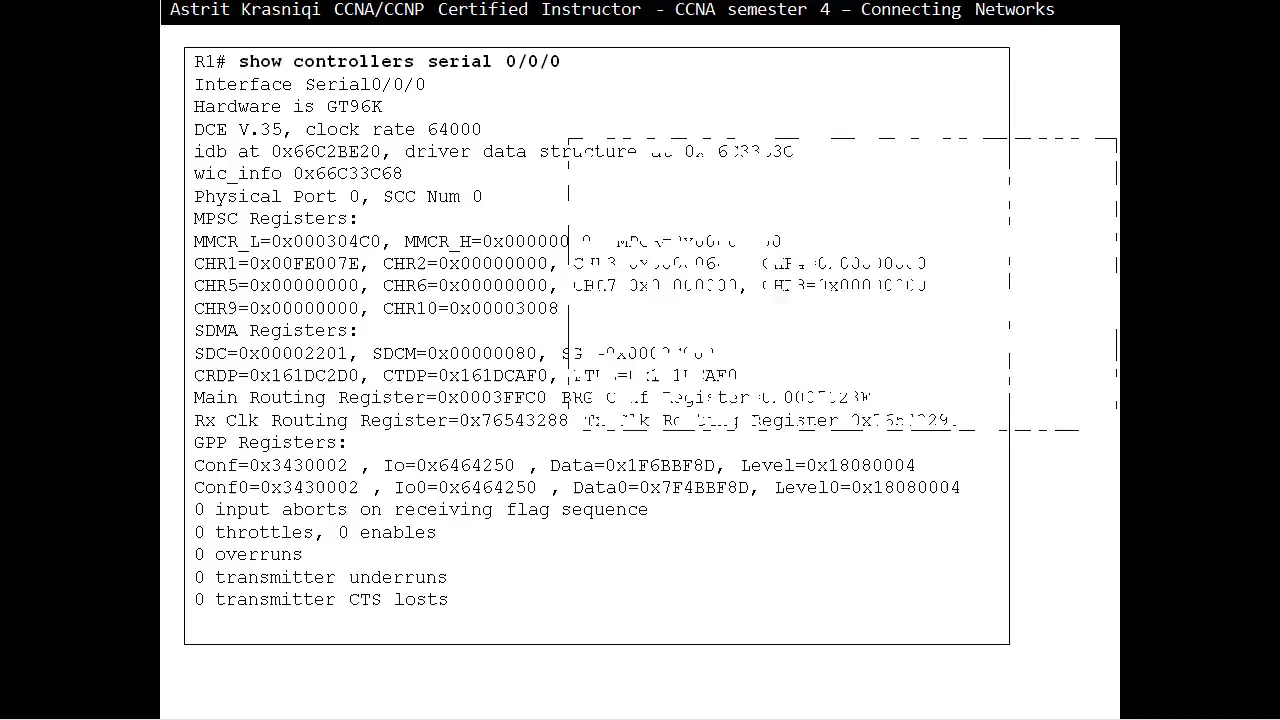 Astrit Krasniqi CCNA/CCNP Certified Instructor - CCNA semester 4 – Connecting Networks
R1# show controllers serial 0/0/0
Interface Serial0/0/0
Hardware is GT96K
DCE V.35, clock rate 64000
idb at 0x66C2BE20, driver data structure at
wic_info 0x66C33C68
Physical Port 0, SCC Num 0
MPSC Registers:
MMCR_L=0x000304C0,
CHR1=0x00FE007E, CHR2=0x00000000,
CHR5=0x00000000, CHR6=0x00000000,
CHR9=0x00000000, CHR10=0x00003008
SDMA Registers:
SDC=0x00002201, SDCM=0x00000080,
CRDP=0x161DC2D0, CTDP=0x161DCAF0,
Main Routing Register=0x0003FFC0 Register
Rx Clk Routing Register=0x76543288 Clk Routing Register
GPP Registers:
Conf=0x3430002 , Io=0x6464250 , Data=0x1F6BBF8D, Level=0x18080004
Conf0=0x3430002 , Io0=0x6464250 , Data0=0x7F4BBF8D, Level0=0x18080004
0 input aborts on receiving flag sequence
0 throttles, 0 enables
0 overruns
0 transmitter underruns
0 transmitter CTS losts